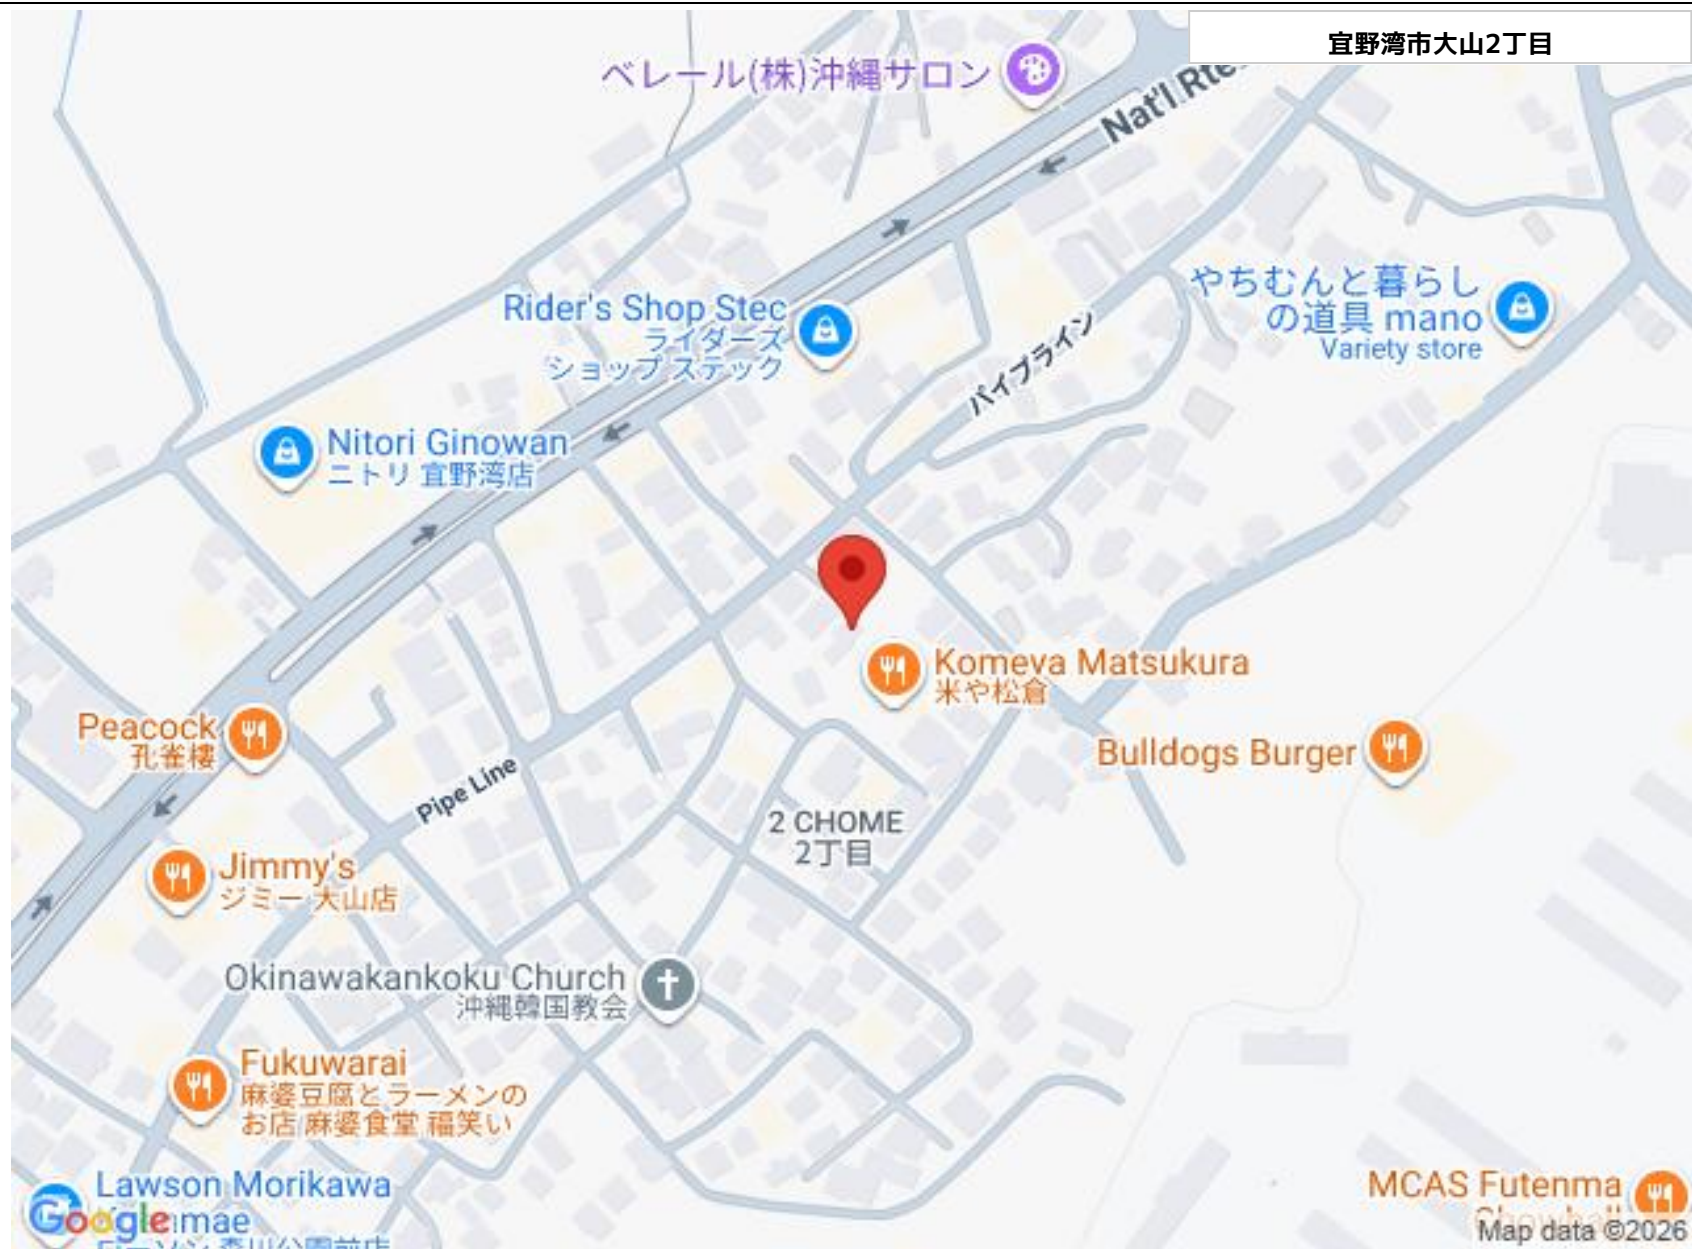 宜野湾市大山2丁目
ベレール(株)沖縄サロン
Nat'l Rte
Rider's Shop Stec
ライダーズ
ショップ ステック
やちむんと暮らし
の道具 mano
Variety store
パイプライン
Nitori Ginowan
ニトリ 宜野湾店
Komeya Matsukura
米や松倉
Peacock
孔雀樓
Bulldogs Burger
Pipe Line
2 CHOME
2丁目
Jimmy's
ジミー 大山店
Okinawakankoku Church
沖縄韓国教会
Fukuwarai
麻婆豆腐とラーメンの
お店 麻婆食堂 福笑い
Lawson Morikawa
mae
Google
MCAS Futenma
Map data ©2026